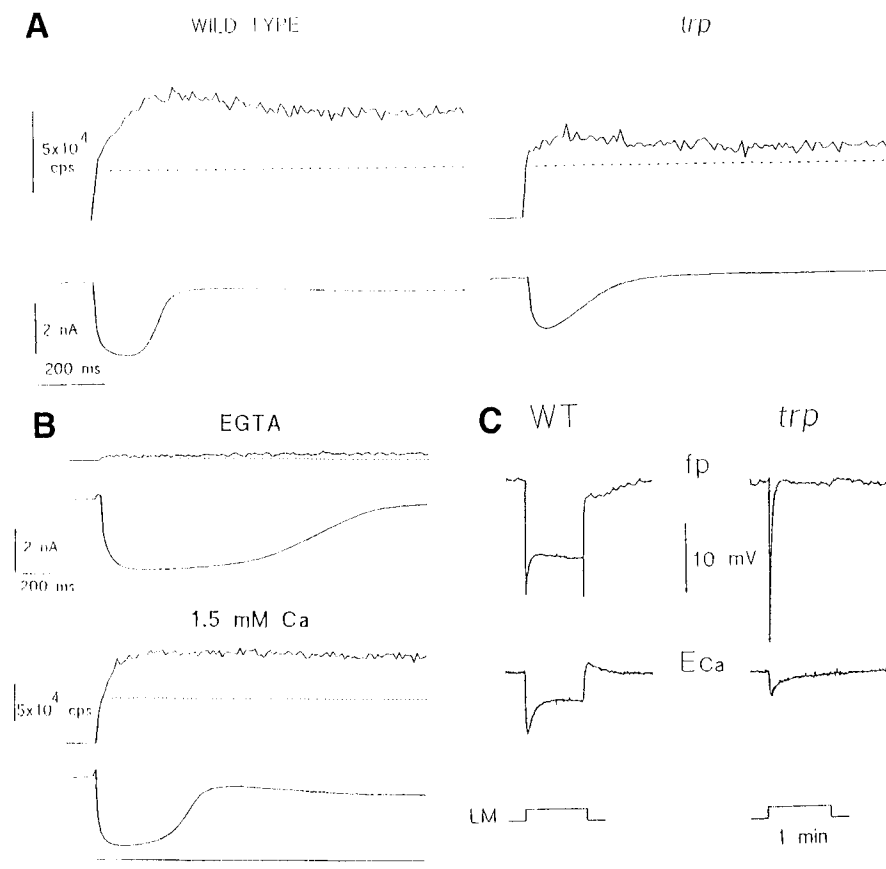 A
WILD TYPE
trp
5x10⁴
cps
2 nA
200 ms
B
EGTA
2 nA
200 ms
1.5 mM Ca
5x10⁴ cps
C
WT
trp
fp
10 mV
ECa
LM
1 min